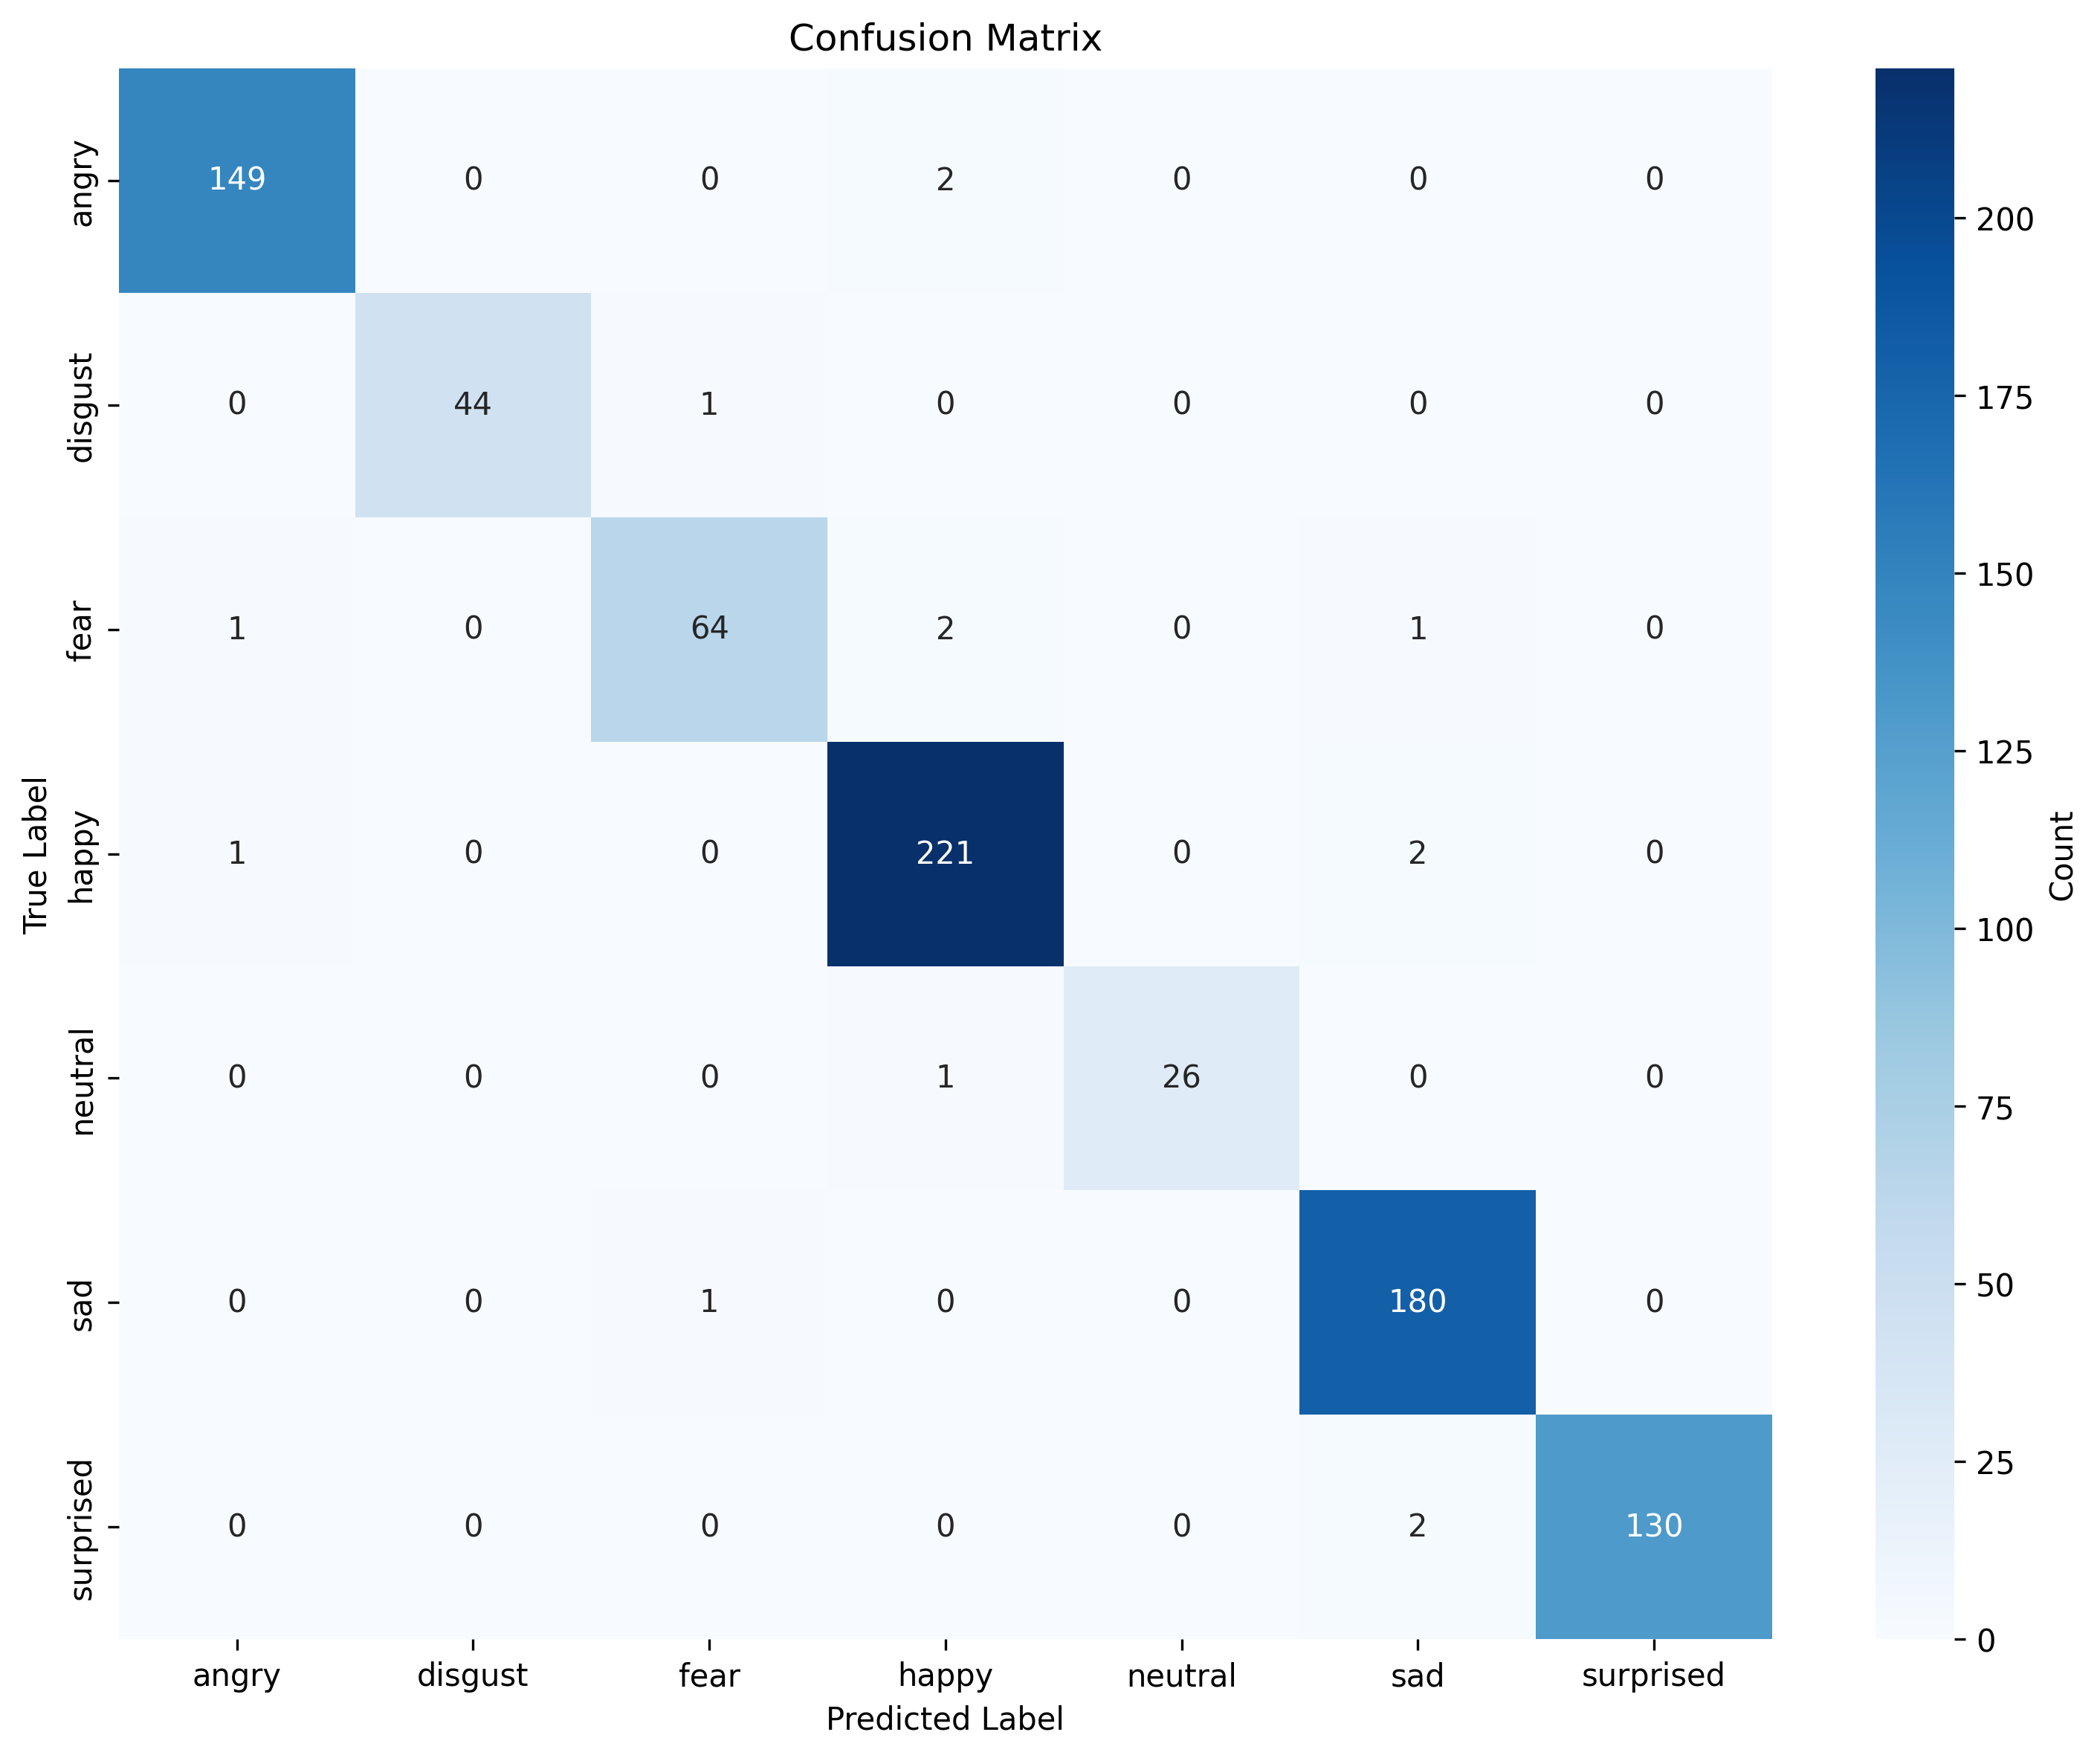 Confusion Matrix
angry 149 0 0 2 0 0 0
disgust 0 44 1 0 0 0 0
fear 1 0 64 2 0 1 0
True Label
happy 1 0 0 221 0 2 0
neutral 0 0 0 1 26 0 0
sad 0 0 1 0 0 180 0
surprised 0 0 0 0 0 2 130
angry disgust fear happy neutral sad surprised
Predicted Label
200
175
150
125
100
75
50
25
0
Count